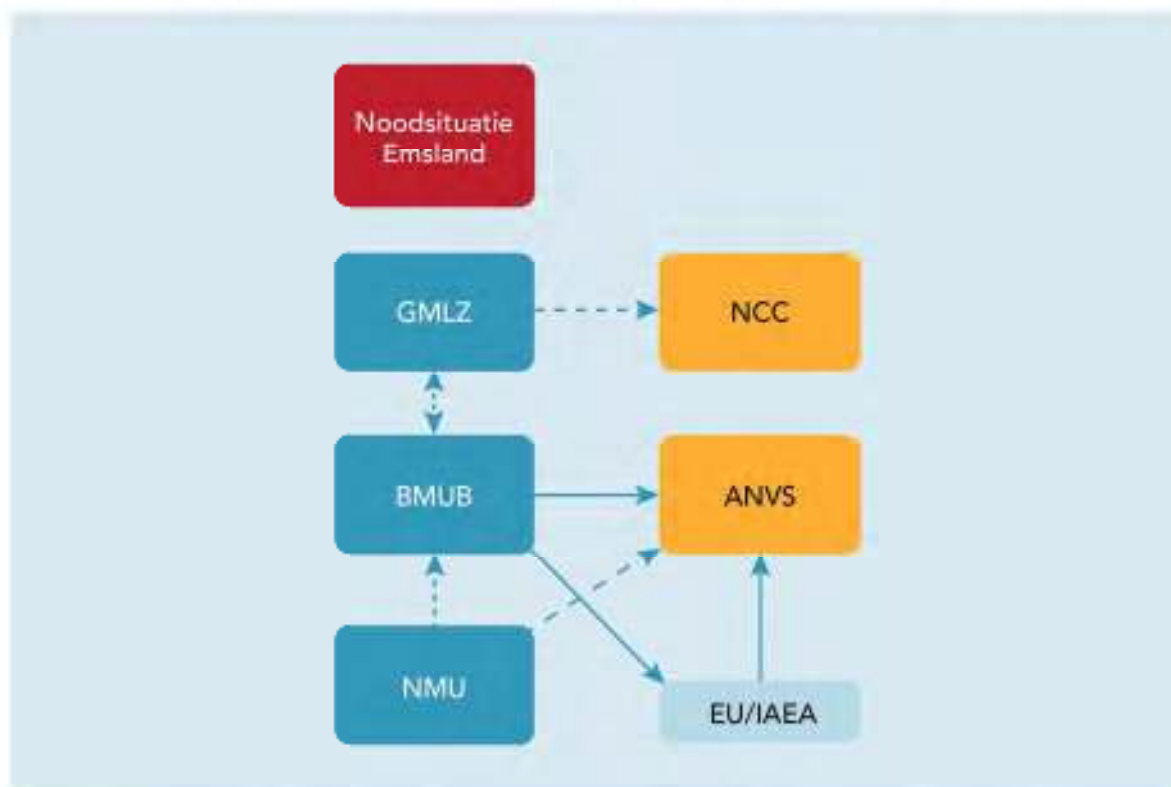 Noodsituatie
Emsland
GMLZ
NCC
BMUB
ANVS
NMU
EU/IAEA